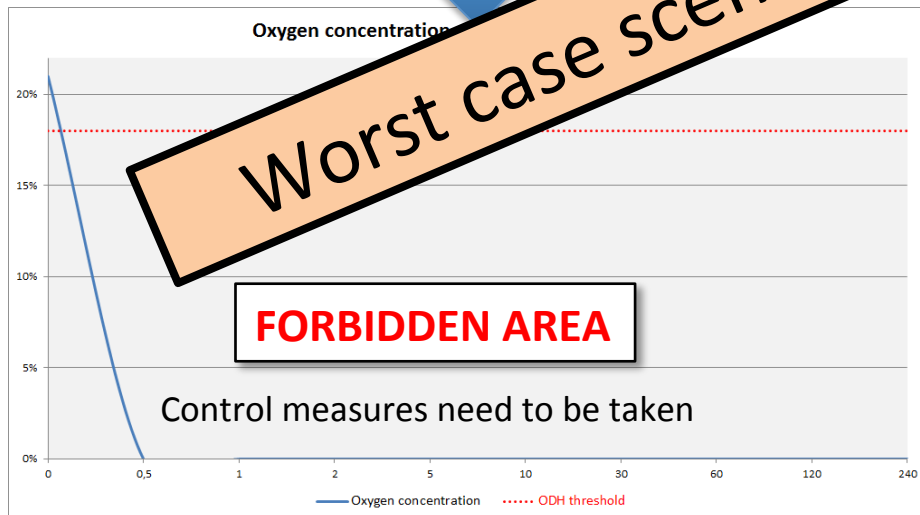 Oxygen concentration
Worst case
20%
15%
10%
5%
0%
FORBIDDEN AREA
Control measures need to be taken
0 0,5 1 2 5 10 30 60 120 240
Oxygen concentration ODH threshold